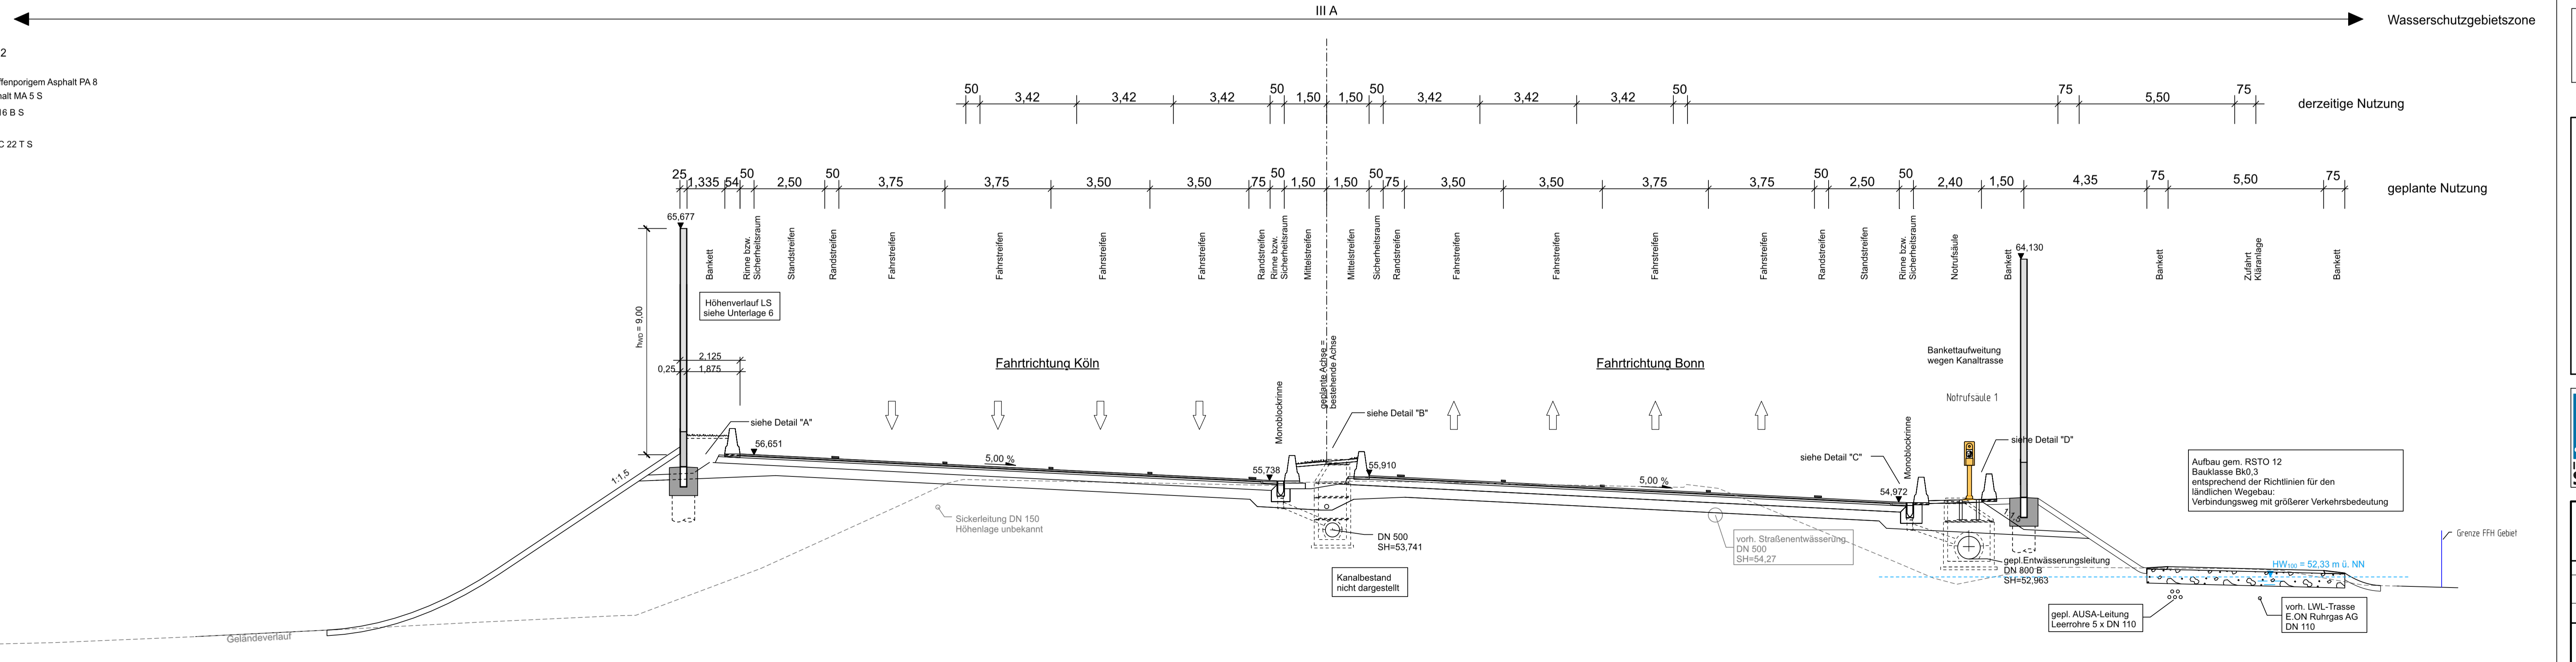 III A
Wasserschutzgebietszone
2
ffenporigem Asphalt PA 8
halt MA 5 S
16 B S
C 22 T S
50 3,42 3,42 3,42 50 1,50 1,50 50 3,42 3,42 3,42 50 75 5,50 75
derzeitige Nutzung
25 1,335 54 50 2,50 50 3,75 3,75 3,50 3,50 75 50 1,50 1,50 50 75 3,50 3,50 3,75 3,75 50 2,50 50 2,40 1,50 4,35 75 5,50 75
geplante Nutzung
65,677
Bankett
Rinne bzw.
Sicherheitsraum
Standstreifen
Randstreifen
Fahrstreifen
Fahrstreifen
Fahrstreifen
Fahrstreifen
Randstreifen
Rinne bzw.
Sicherheitsraum
Mittelstreifen
Mittelstreifen
Sicherheitsraum
Randstreifen
Fahrstreifen
Fahrstreifen
Fahrstreifen
Fahrstreifen
Randstreifen
Standstreifen
Rinne bzw.
Sicherheitsraum
Notrufsäule
Bankett
64,130
Bankett
Zufahrt
Kläranlage
Bankett
Höhenverlauf LS
siehe Unterlage 6
hWD = 9,00
2,125
0,25 1,875
Fahrtrichtung Köln
geplante Achse =
bestehende Achse
Fahrtrichtung Bonn
Bankettaufweitung
wegen Kanaltrasse
Notrufsäule 1
Monoblockrinne
Monoblockrinne
siehe Detail "A"
siehe Detail "B"
siehe Detail "C"
siehe Detail "D"
56,651
5,00 %
55,738
55,910
5,00 %
54,972
1:1,5
1:1,5
Aufbau gem. RSTO 12
Bauklasse Bk0,3
entsprechend der Richtlinien für den
ländlichen Wegebau:
Verbindungsweg mit größerer Verkehrsbedeutung
Sickerleitung DN 150
Höhenlage unbekannt
DN 500
SH=53,741
vorh. Straßenentwässerung
DN 500
SH=54,27
gepl.Entwässerungsleitung
DN 800 B
SH=52,963
Grenze FFH Gebiet
HW100 = 52,33 m ü. NN
Kanalbestand
nicht dargestellt
gepl. AUSA-Leitung
Leerrohre 5 x DN 110
vorh. LWL-Trasse
E.ON Ruhrgas AG
DN 110
Geländeverlauf